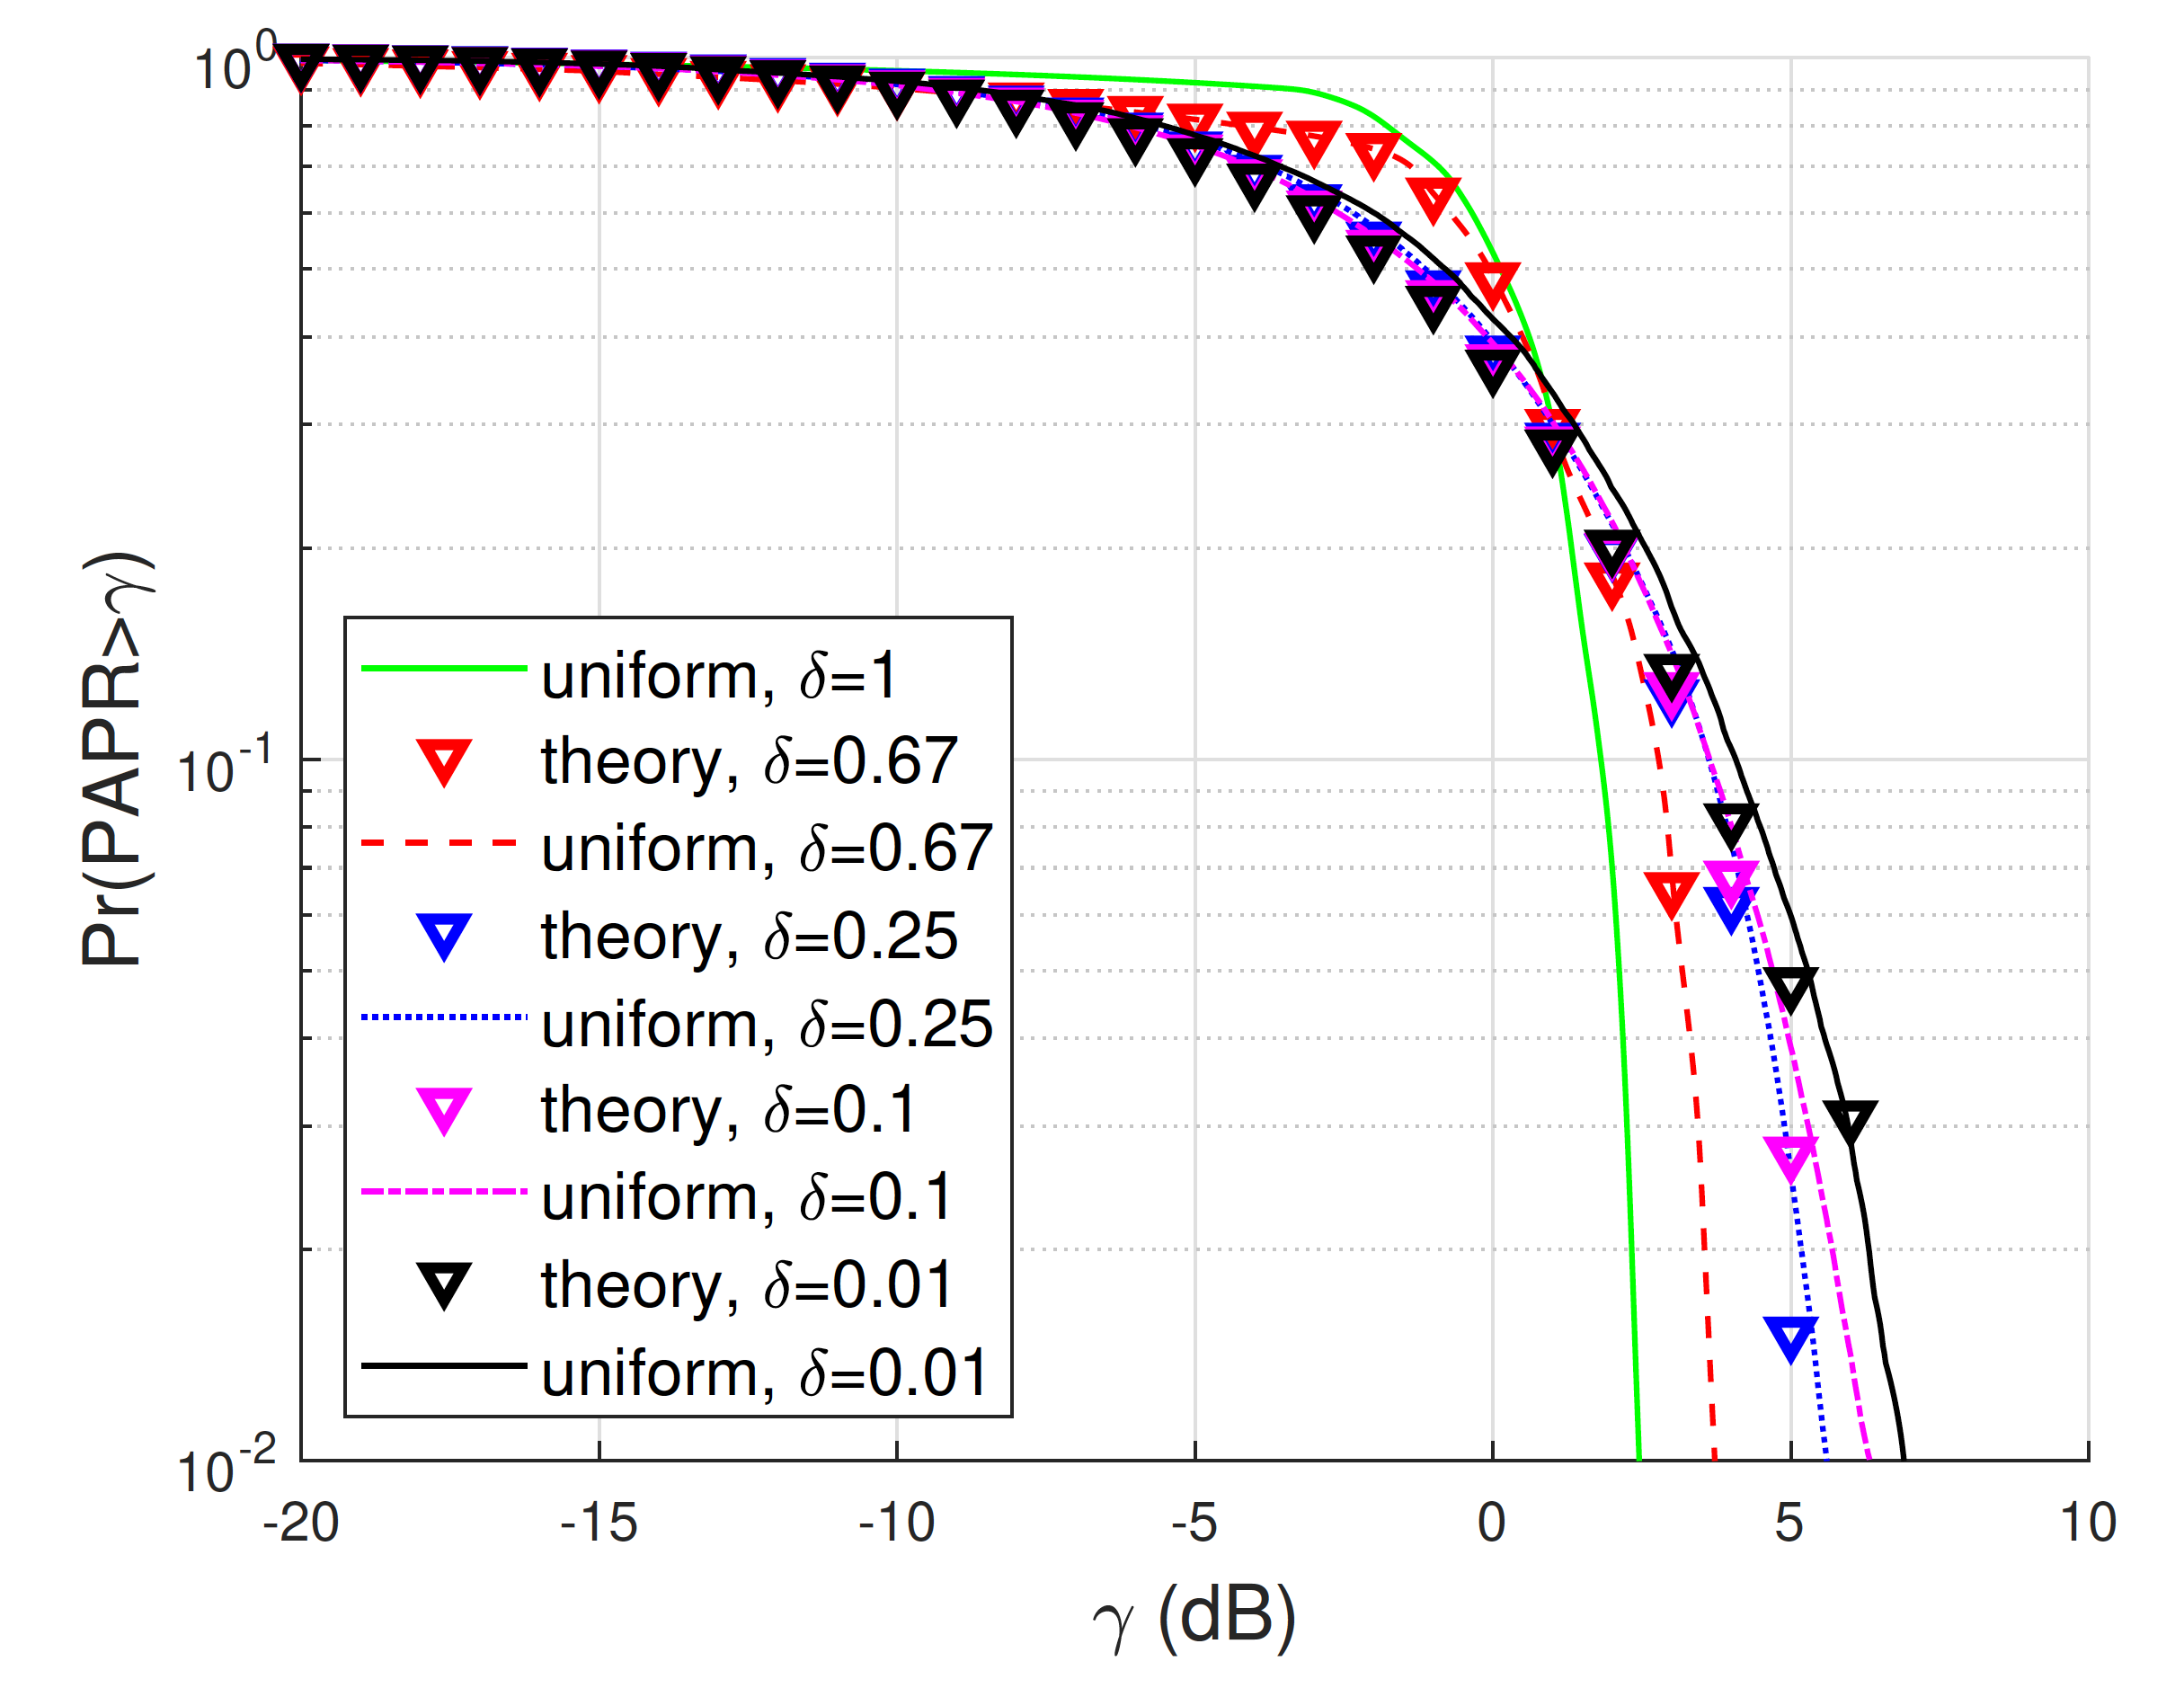 Pr(PAPR>γ)
10^0
10^-1
10^-2
uniform, δ=1
theory, δ=0.67
uniform, δ=0.67
theory, δ=0.25
uniform, δ=0.25
theory, δ=0.1
uniform, δ=0.1
theory, δ=0.01
uniform, δ=0.01
-20 -15 -10 -5 0 5 10
γ (dB)